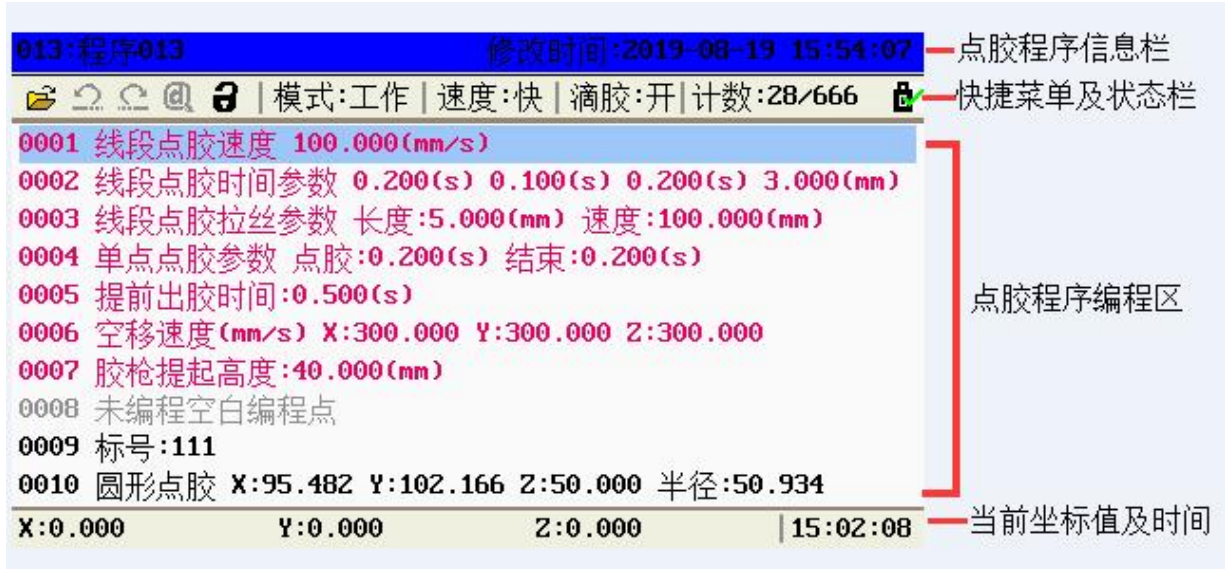 013:程序013 修改时间:2019-08-19 15:54:07 点胶程序信息栏
|模式:工作|速度:快|滴胶:开|计数:28/666 快捷菜单及状态栏
0001 线段点胶速度 100.000(mm/s)
0002 线段点胶时间参数 0.200(s) 0.100(s) 0.200(s) 3.000(mm)
0003 线段点胶拉丝参数 长度:5.000(mm) 速度:100.000(mm)
0004 单点点胶参数 点胶:0.200(s) 结束:0.200(s)
0005 提前出胶时间:0.500(s)
点胶程序编程区
0006 空移速度(mm/s) X:300.000 Y:300.000 Z:300.000
0007 胶枪提起高度:40.000(mm)
0008 未编程空白编程点
0009 标号:111
0010 圆形点胶 X:95.482 Y:102.166 Z:50.000 半径:50.934
X:0.000 Y:0.000 Z:0.000 |15:02:08 当前坐标值及时间